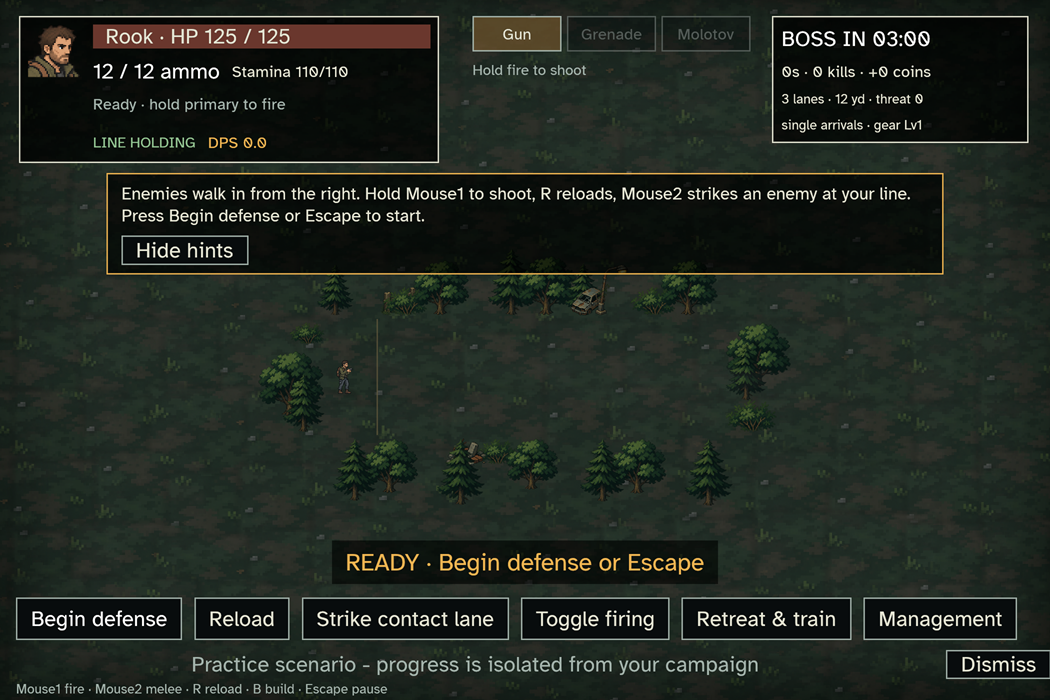 Rook · HP 125 / 125
12 / 12 ammo Stamina 110/110
Ready · hold primary to fire
LINE HOLDING DPS 0.0
Gun Grenade Molotov
Hold fire to shoot
BOSS IN 03:00
0s · 0 kills · +0 coins
3 lanes · 12 yd · threat 0
single arrivals · gear Lv1
Enemies walk in from the right. Hold Mouse1 to shoot, R reloads, Mouse2 strikes an enemy at your line.
Press Begin defense or Escape to start.
Hide hints
READY · Begin defense or Escape
Begin defense Reload Strike contact lane Toggle firing Retreat & train Management
Practice scenario - progress is isolated from your campaign
Dismiss
Mouse1 fire · Mouse2 melee · R reload · B build · Escape pause